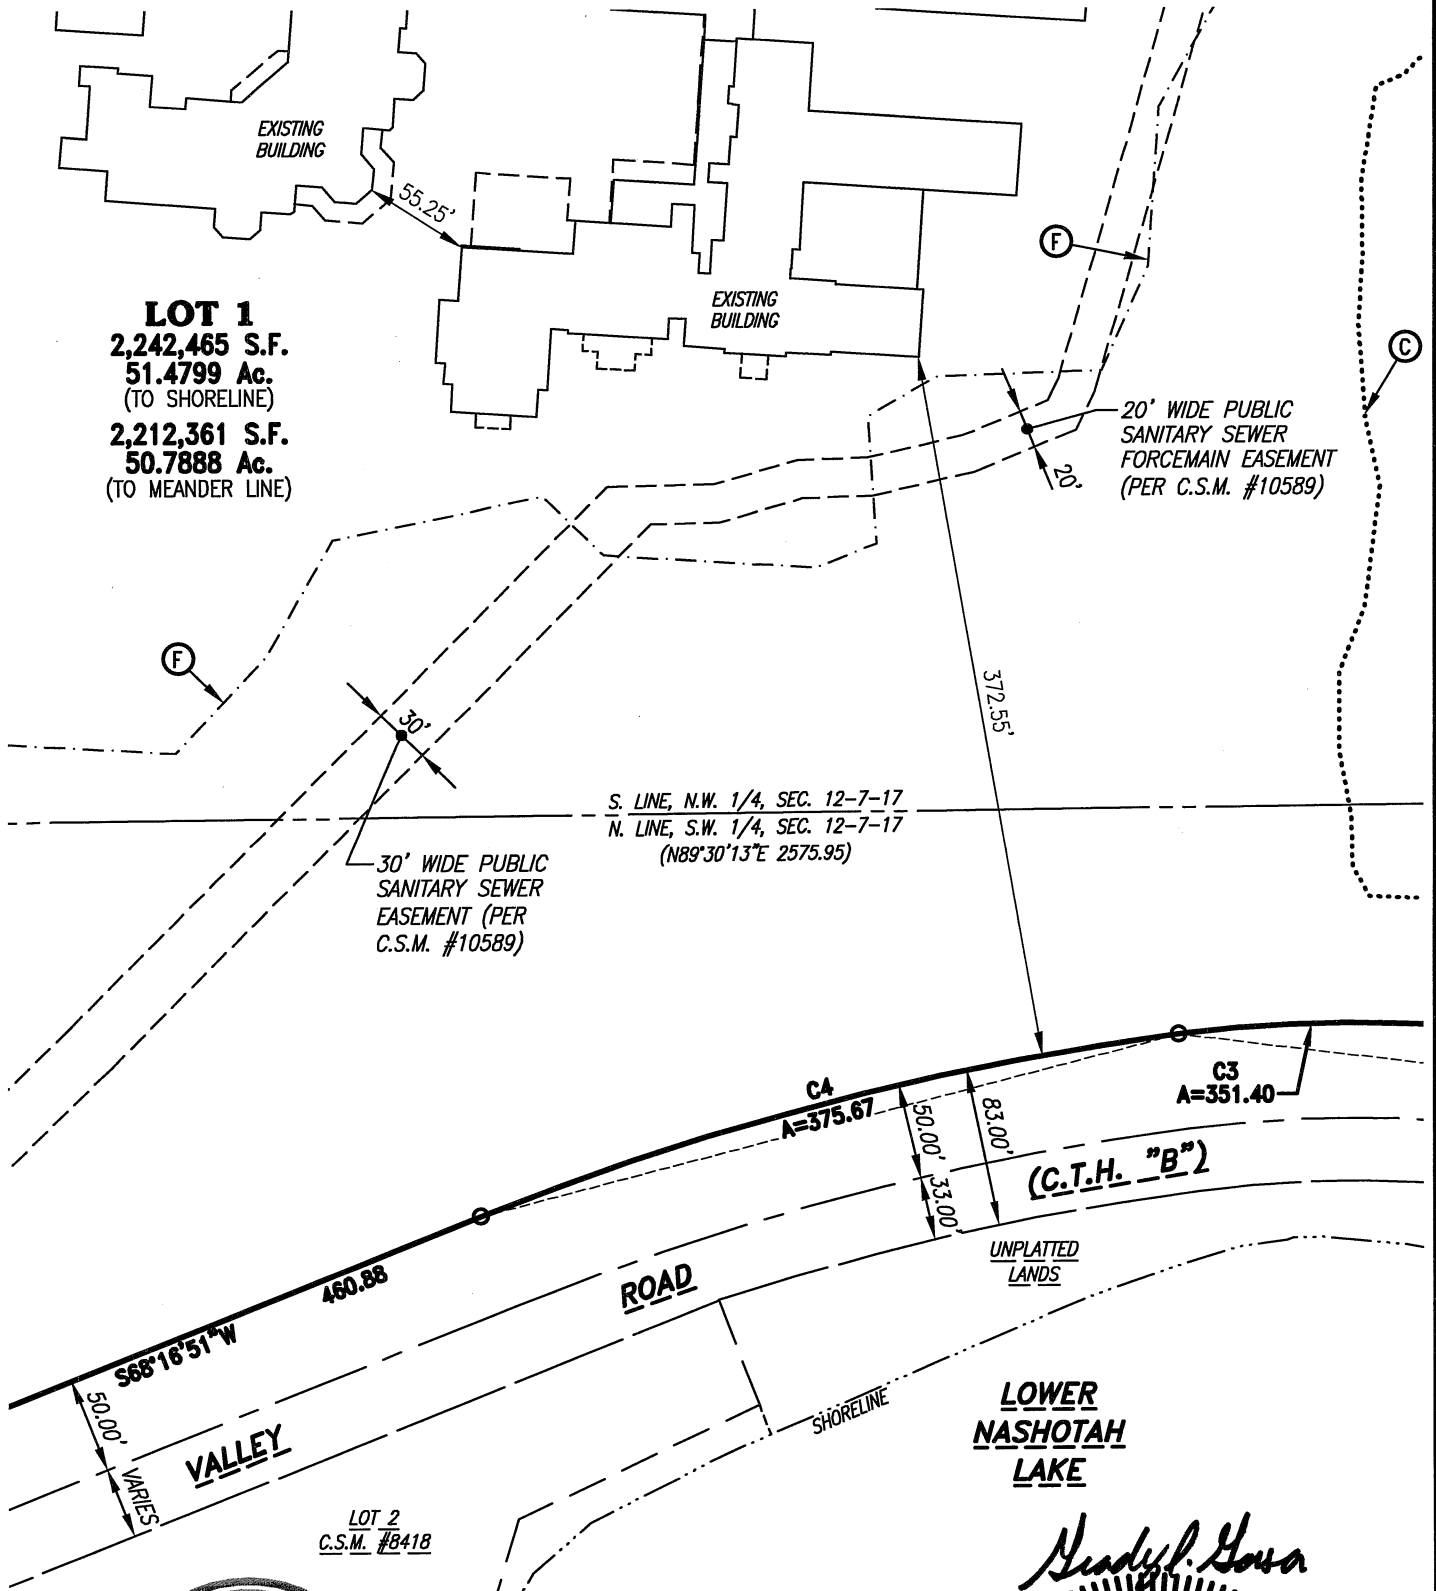 EXISTING
BUILDING
55.25'
F
LOT 1
2,242,465 S.F.
51.4799 Ac.
(TO SHORELINE)
2,212,361 S.F.
50.7888 Ac.
(TO MEANDER LINE)
EXISTING
BUILDING
C
20' WIDE PUBLIC
SANITARY SEWER
FORCEMAIN EASEMENT
(PER C.S.M. #10589)
20'
F
30'
372.55'
S. LINE, N.W. 1/4, SEC. 12-7-17
N. LINE, S.W. 1/4, SEC. 12-7-17
(N89°30'13"E 2575.95)
30' WIDE PUBLIC
SANITARY SEWER
EASEMENT (PER
C.S.M. #10589)
C4
A=375.67
C3
A=351.40
50.00'
83.00'
33.00'
(C.T.H. "B")
UNPLATTED
LANDS
460.88
S68°16'51"W
ROAD
50.00'
VARIES
VALLEY
SHORELINE
LOWER
NASHOTAH
LAKE
LOT 2
C.S.M. #8418